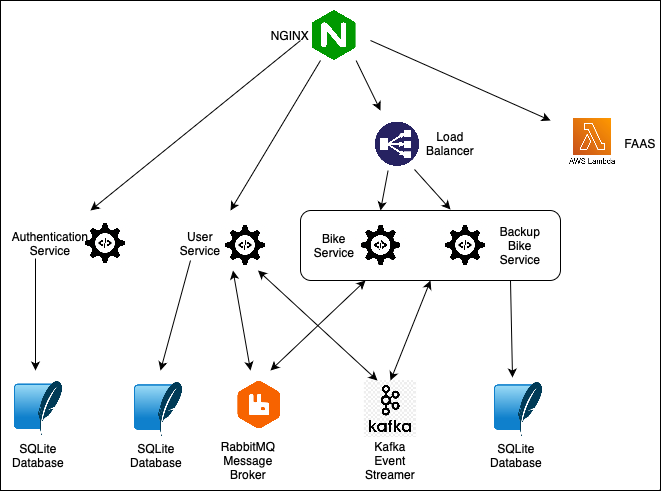 NGINX
N
Load
Balancer
AWS Lambda
FAAS
Authentication
Service
</>
User
Service
</>
Bike
Service
</>
</>
Backup
Bike
Service
SQLite
Database
SQLite
Database
RabbitMQ
Message
Broker
kafka
Kafka
Event
Streamer
SQLite
Database